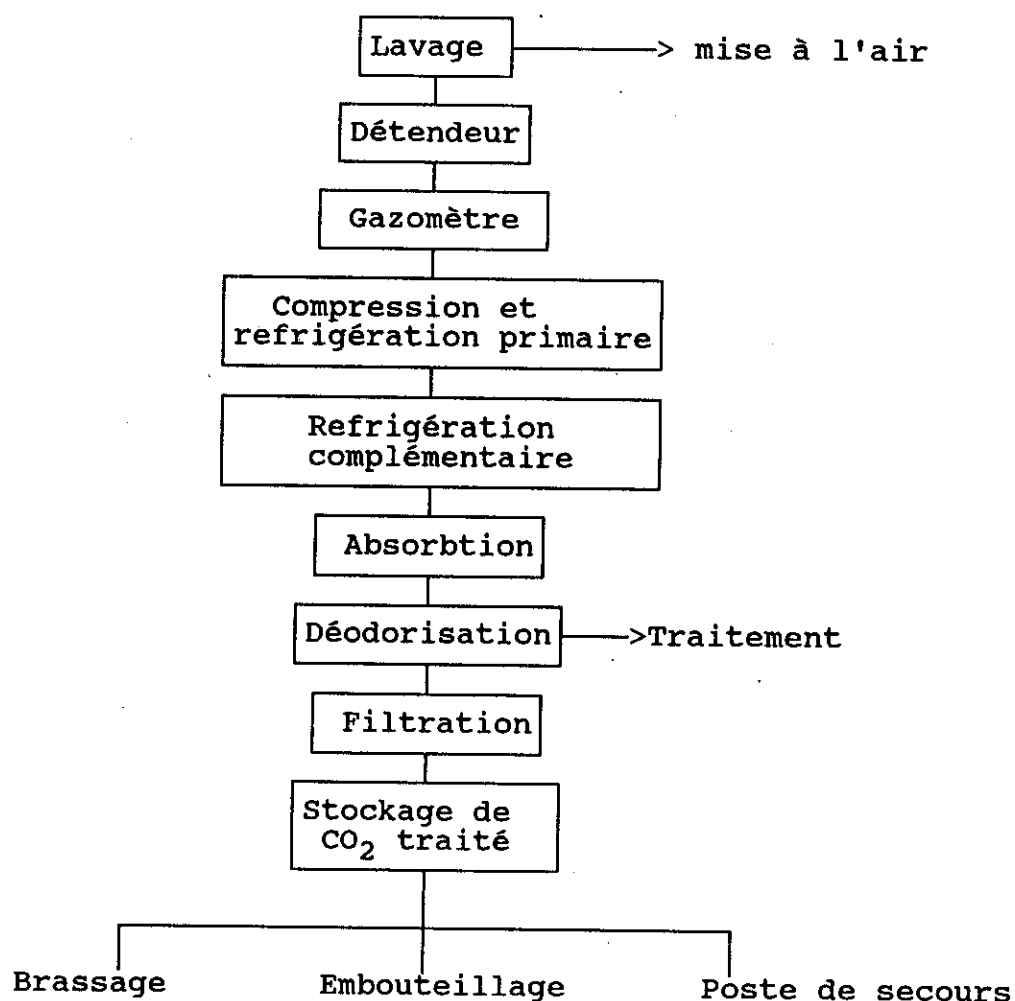 Lavage —> mise à l'air
Détendeur
Gazomètre
Compression et
refrigération primaire
Refrigération
complémentaire
Absorbtion
Déodorisation —>Traitement
Filtration
Stockage de
CO₂ traité
Brassage Embouteillage Poste de secours